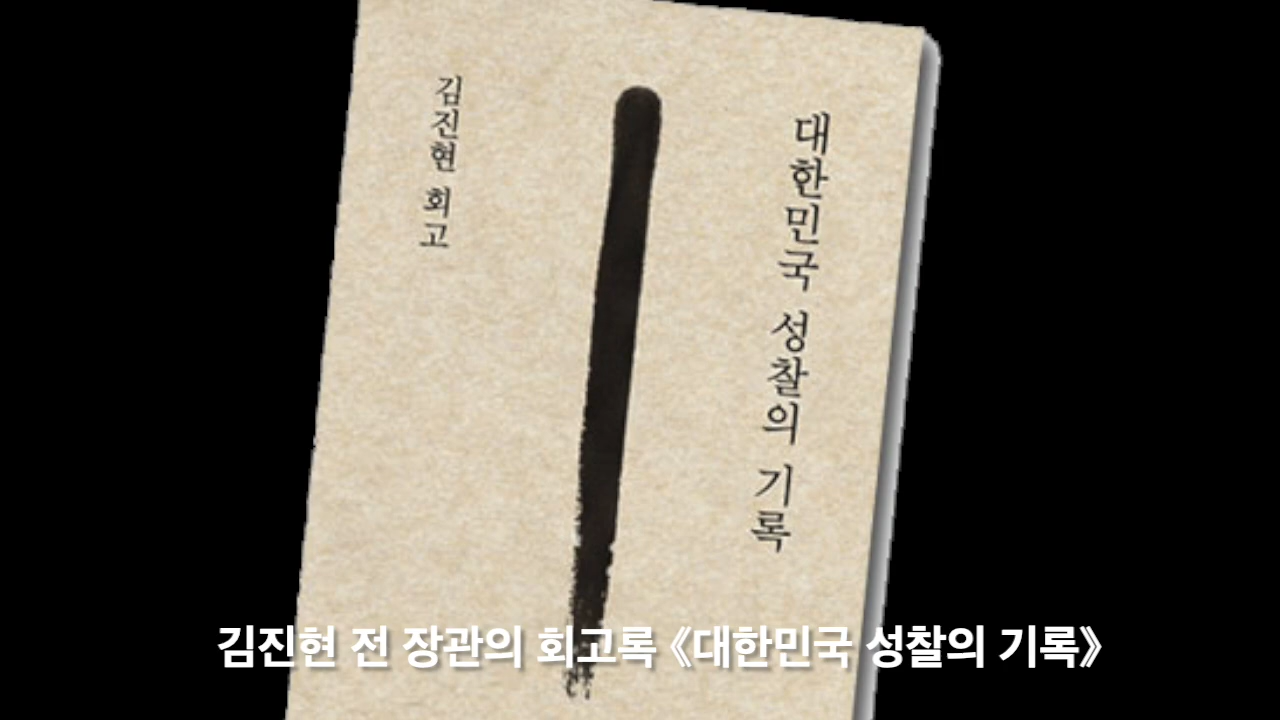 김진현 회고
대한민국 성찰의 기록
김진현 전 장관의 회고록《대한민국 성찰의 기록》